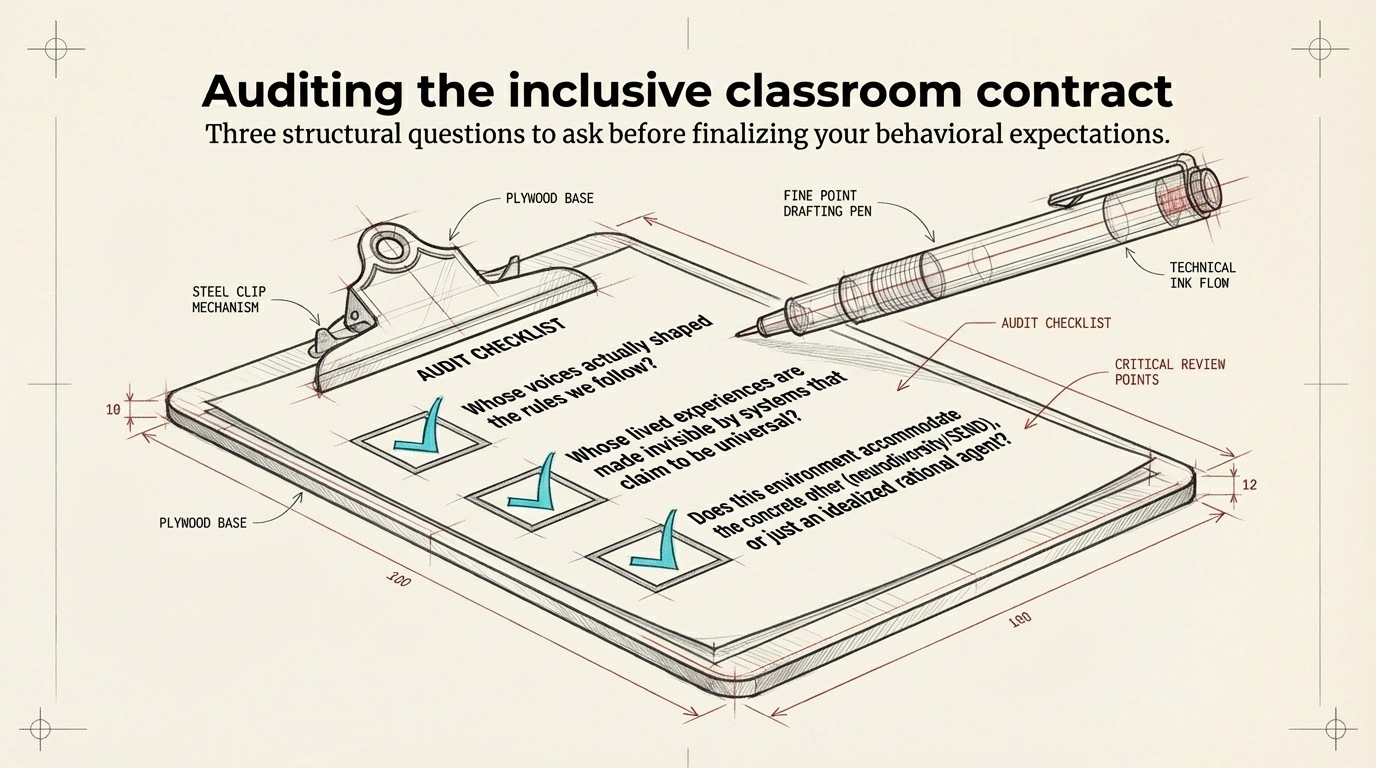 Auditing the inclusive classroom contract
Three structural questions to ask before finalizing your behavioral expectations.
PLYWOOD BASE
FINE POINT
DRAFTING PEN
TECHNICAL
INK FLOW
STEEL CLIP
MECHANISM
AUDIT CHECKLIST
CRITICAL REVIEW
POINTS
AUDIT CHECKLIST
Whose voices actually shaped
the rules we follow?
Whose lived experiences are
made invisible by systems that
claim to be universal?
Does this environment accommodate
the concrete other (neurodiversity/SEND),
or just an idealized rational agent?
10
12
PLYWOOD BASE
100